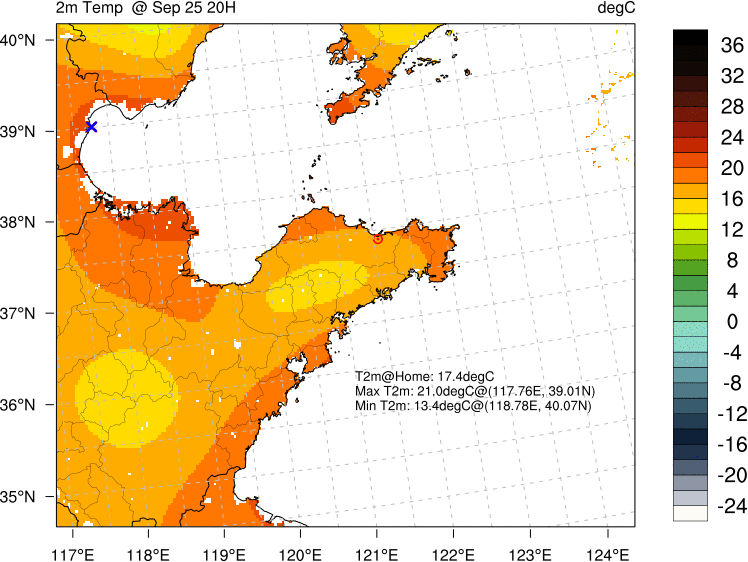 2m Temp @ Sep 25 20H
degC
40°N
39°N
38°N
37°N
36°N
35°N
117°E
118°E
119°E
120°E
121°E
122°E
123°E
124°E
T2m@Home: 17.4degC
Max T2m: 21.0degC@(117.76E, 39.01N)
Min T2m: 13.4degC@(118.78E, 40.07N)
36
32
28
24
20
16
12
8
4
0
-4
-8
-12
-16
-20
-24